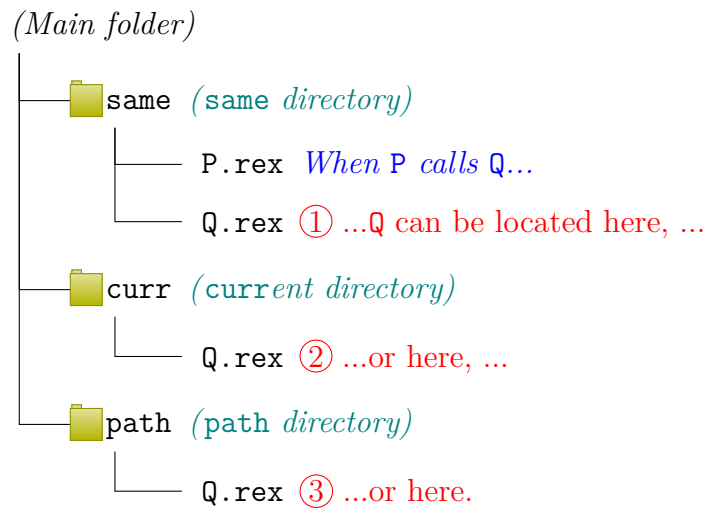 (Main folder)
same (same directory)
P.rex When P calls Q...
Q.rex ① ...Q can be located here, ...
curr (current directory)
Q.rex ② ...or here, ...
path (path directory)
Q.rex ③ ...or here.